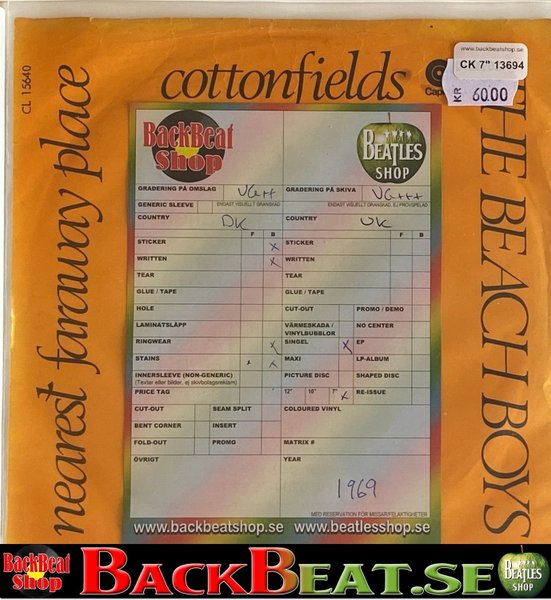 www.backbeatshop.se
CK 7" 13694
KR 60.00
CL 15640
cottonfields
nearest faraway place
THE BEACH BOYS
BackBeat
Shop
BEATLES
SHOP
GRADERING PÅ OMSLAG VG++
GRADERING PÅ SKIVA VG+++
GENERIC SLEEVE
ENDAST VISUELLT GRANSKAD
ENDAST VISUELLT GRANSKAD, EJ PROVSPELAD
COUNTRY DK
COUNTRY UK
F B
F B
STICKER x
STICKER
WRITTEN x
WRITTEN
TEAR
TEAR
GLUE / TAPE
GLUE / TAPE
HOLE
CUT-OUT
PROMO / DEMO
LAMINATSLÄPP
VÄRMESKADA /
VINYLBUBBLOR
NO CENTER
RINGWEAR x
SINGEL x
EP
STAINS x x
MAXI
LP-ALBUM
INNERSLEEVE (NON-GENERIC)
(Texter eller bilder, ej skivbolagsreklam)
PICTURE DISC
SHAPED DISC
PRICE TAG
12" 10" 7" x
RE-ISSUE
CUT-OUT
SEAM SPLIT
COLOURED VINYL
BENT CORNER
INSERT
FOLD-OUT
PROMO
MATRIX #
ÖVRIGT
YEAR
1969
MED RESERVATION FÖR MISSAR/FELAKTIGHETER
www.backbeatshop.se
www.beatlesshop.se
BackBeat
Shop
BACKBEAT.SE
BEATLES
SHOP